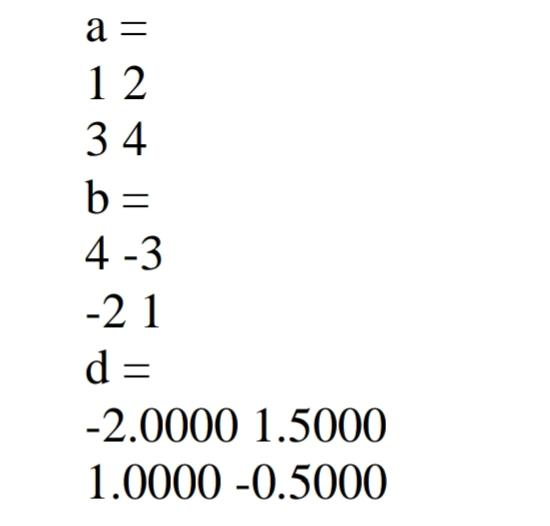 a =
1 2
3 4
b =
4 -3
-2 1
d =
-2.0000 1.5000
1.0000 -0.5000